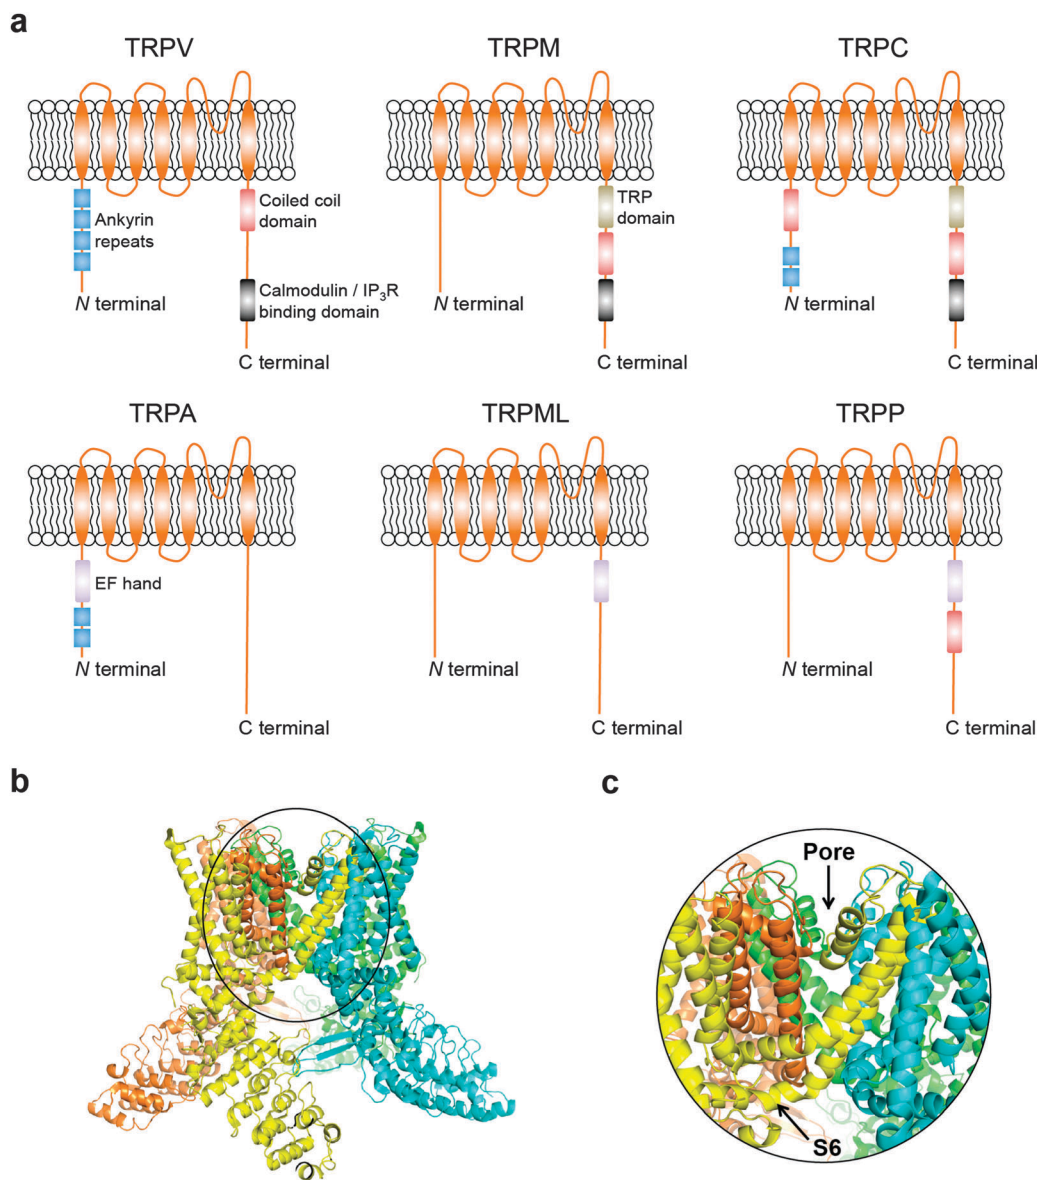 a
TRPV
TRPM
TRPC
Ankyrin
repeats
Coiled coil
domain
TRP
domain
N terminal
Calmodulin / IP₃R
binding domain
N terminal
N terminal
C terminal
C terminal
C terminal
TRPA
TRPML
TRPP
EF hand
N terminal
N terminal
N terminal
C terminal
C terminal
C terminal
b
c
Pore
S6